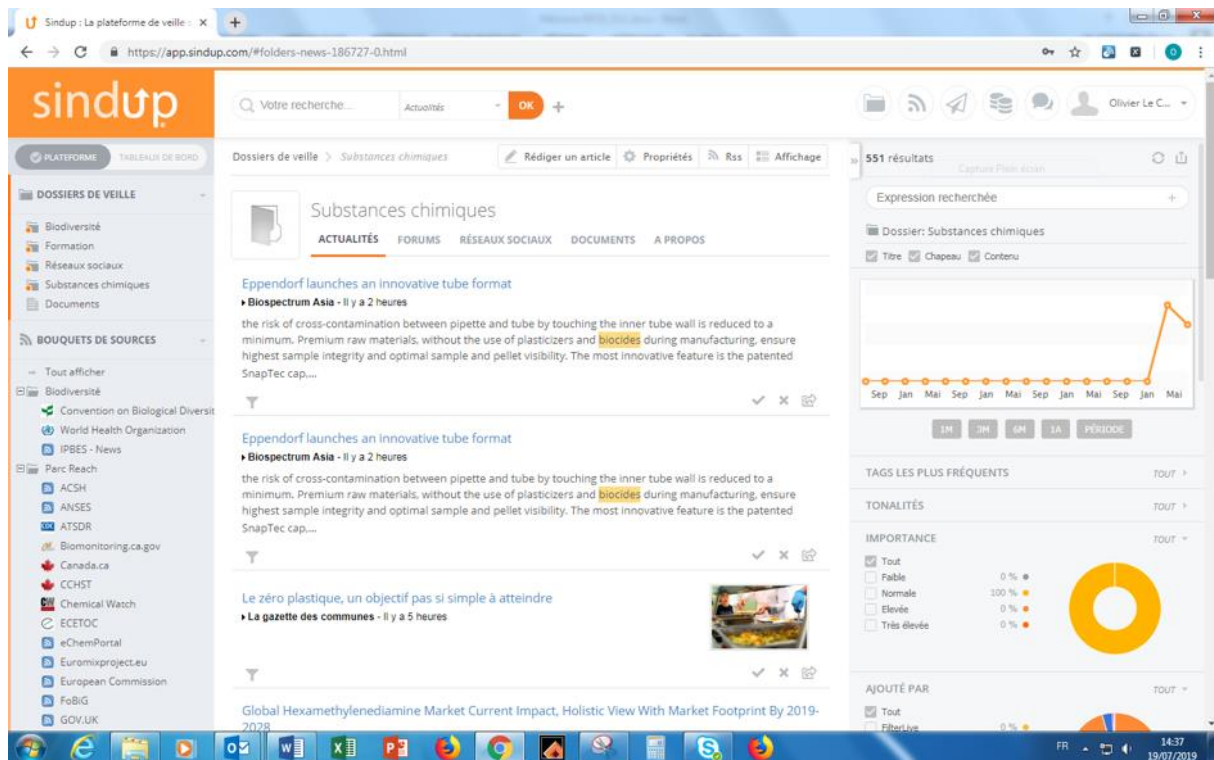 Sindup : La plateforme de veille :
https://app.sindup.com/#folders-news-186727-0.html
sindup
Votre recherche...
Actualités
OK
Olivier Le C...
PLATEFORME
TABLEAUX DE BORD
Dossiers de veille > Substances chimiques
Rédiger un article
Propriétés
Rss
Affichage
DOSSIERS DE VEILLE
Biodiversité
Formation
Réseaux sociaux
Substances chimiques
Documents
BOUQUETS DE SOURCES
Tout afficher
Biodiversité
Convention on Biological Diversit
World Health Organization
IPBES - News
Parc Reach
ACSH
ANSES
ATSDR
Biomonitoring.ca.gov
Canada.ca
CCHST
Chemical Watch
ECETOC
eChemPortal
Euromixproject.eu
European Commission
FoBiG
GOV.UK
Substances chimiques
ACTUALITÉS
FORUMS
RÉSEAUX SOCIAUX
DOCUMENTS
A PROPOS
Eppendorf launches an innovative tube format
Biospectrum Asia - Il y a 2 heures
the risk of cross-contamination between pipette and tube by touching the inner tube wall is reduced to a
minimum. Premium raw materials, without the use of plasticizers and biocides during manufacturing, ensure
highest sample integrity and optimal sample and pellet visibility. The most innovative feature is the patented
SnapTec cap,...
Eppendorf launches an innovative tube format
Biospectrum Asia - Il y a 2 heures
the risk of cross-contamination between pipette and tube by touching the inner tube wall is reduced to a
minimum. Premium raw materials, without the use of plasticizers and biocides during manufacturing, ensure
highest sample integrity and optimal sample and pellet visibility. The most innovative feature is the patented
SnapTec cap,...
Le zéro plastique, un objectif pas si simple à atteindre
La gazette des communes - Il y a 5 heures
Global Hexamethylenediamine Market Current Impact, Holistic View With Market Footprint By 2019-
2028
551 résultats
Capture Plein écran
Expression recherchée
Dossier: Substances chimiques
Titre
Chapeau
Contenu
Sep Jan Mai Sep Jan Mai Sep Jan Mai Sep Jan Mai Sep Jan Mai
1M
3M
6M
1A
PÉRIODE
TAGS LES PLUS FRÉQUENTS
TOUT
TONALITÉS
TOUT
IMPORTANCE
TOUT
Tout
Faible 0 %
Normale 100 %
Elevée 0 %
Très élevée 0 %
AJOUTÉ PAR
TOUT
Tout
FilterLive 0 %
FR
14:37
19/07/2019